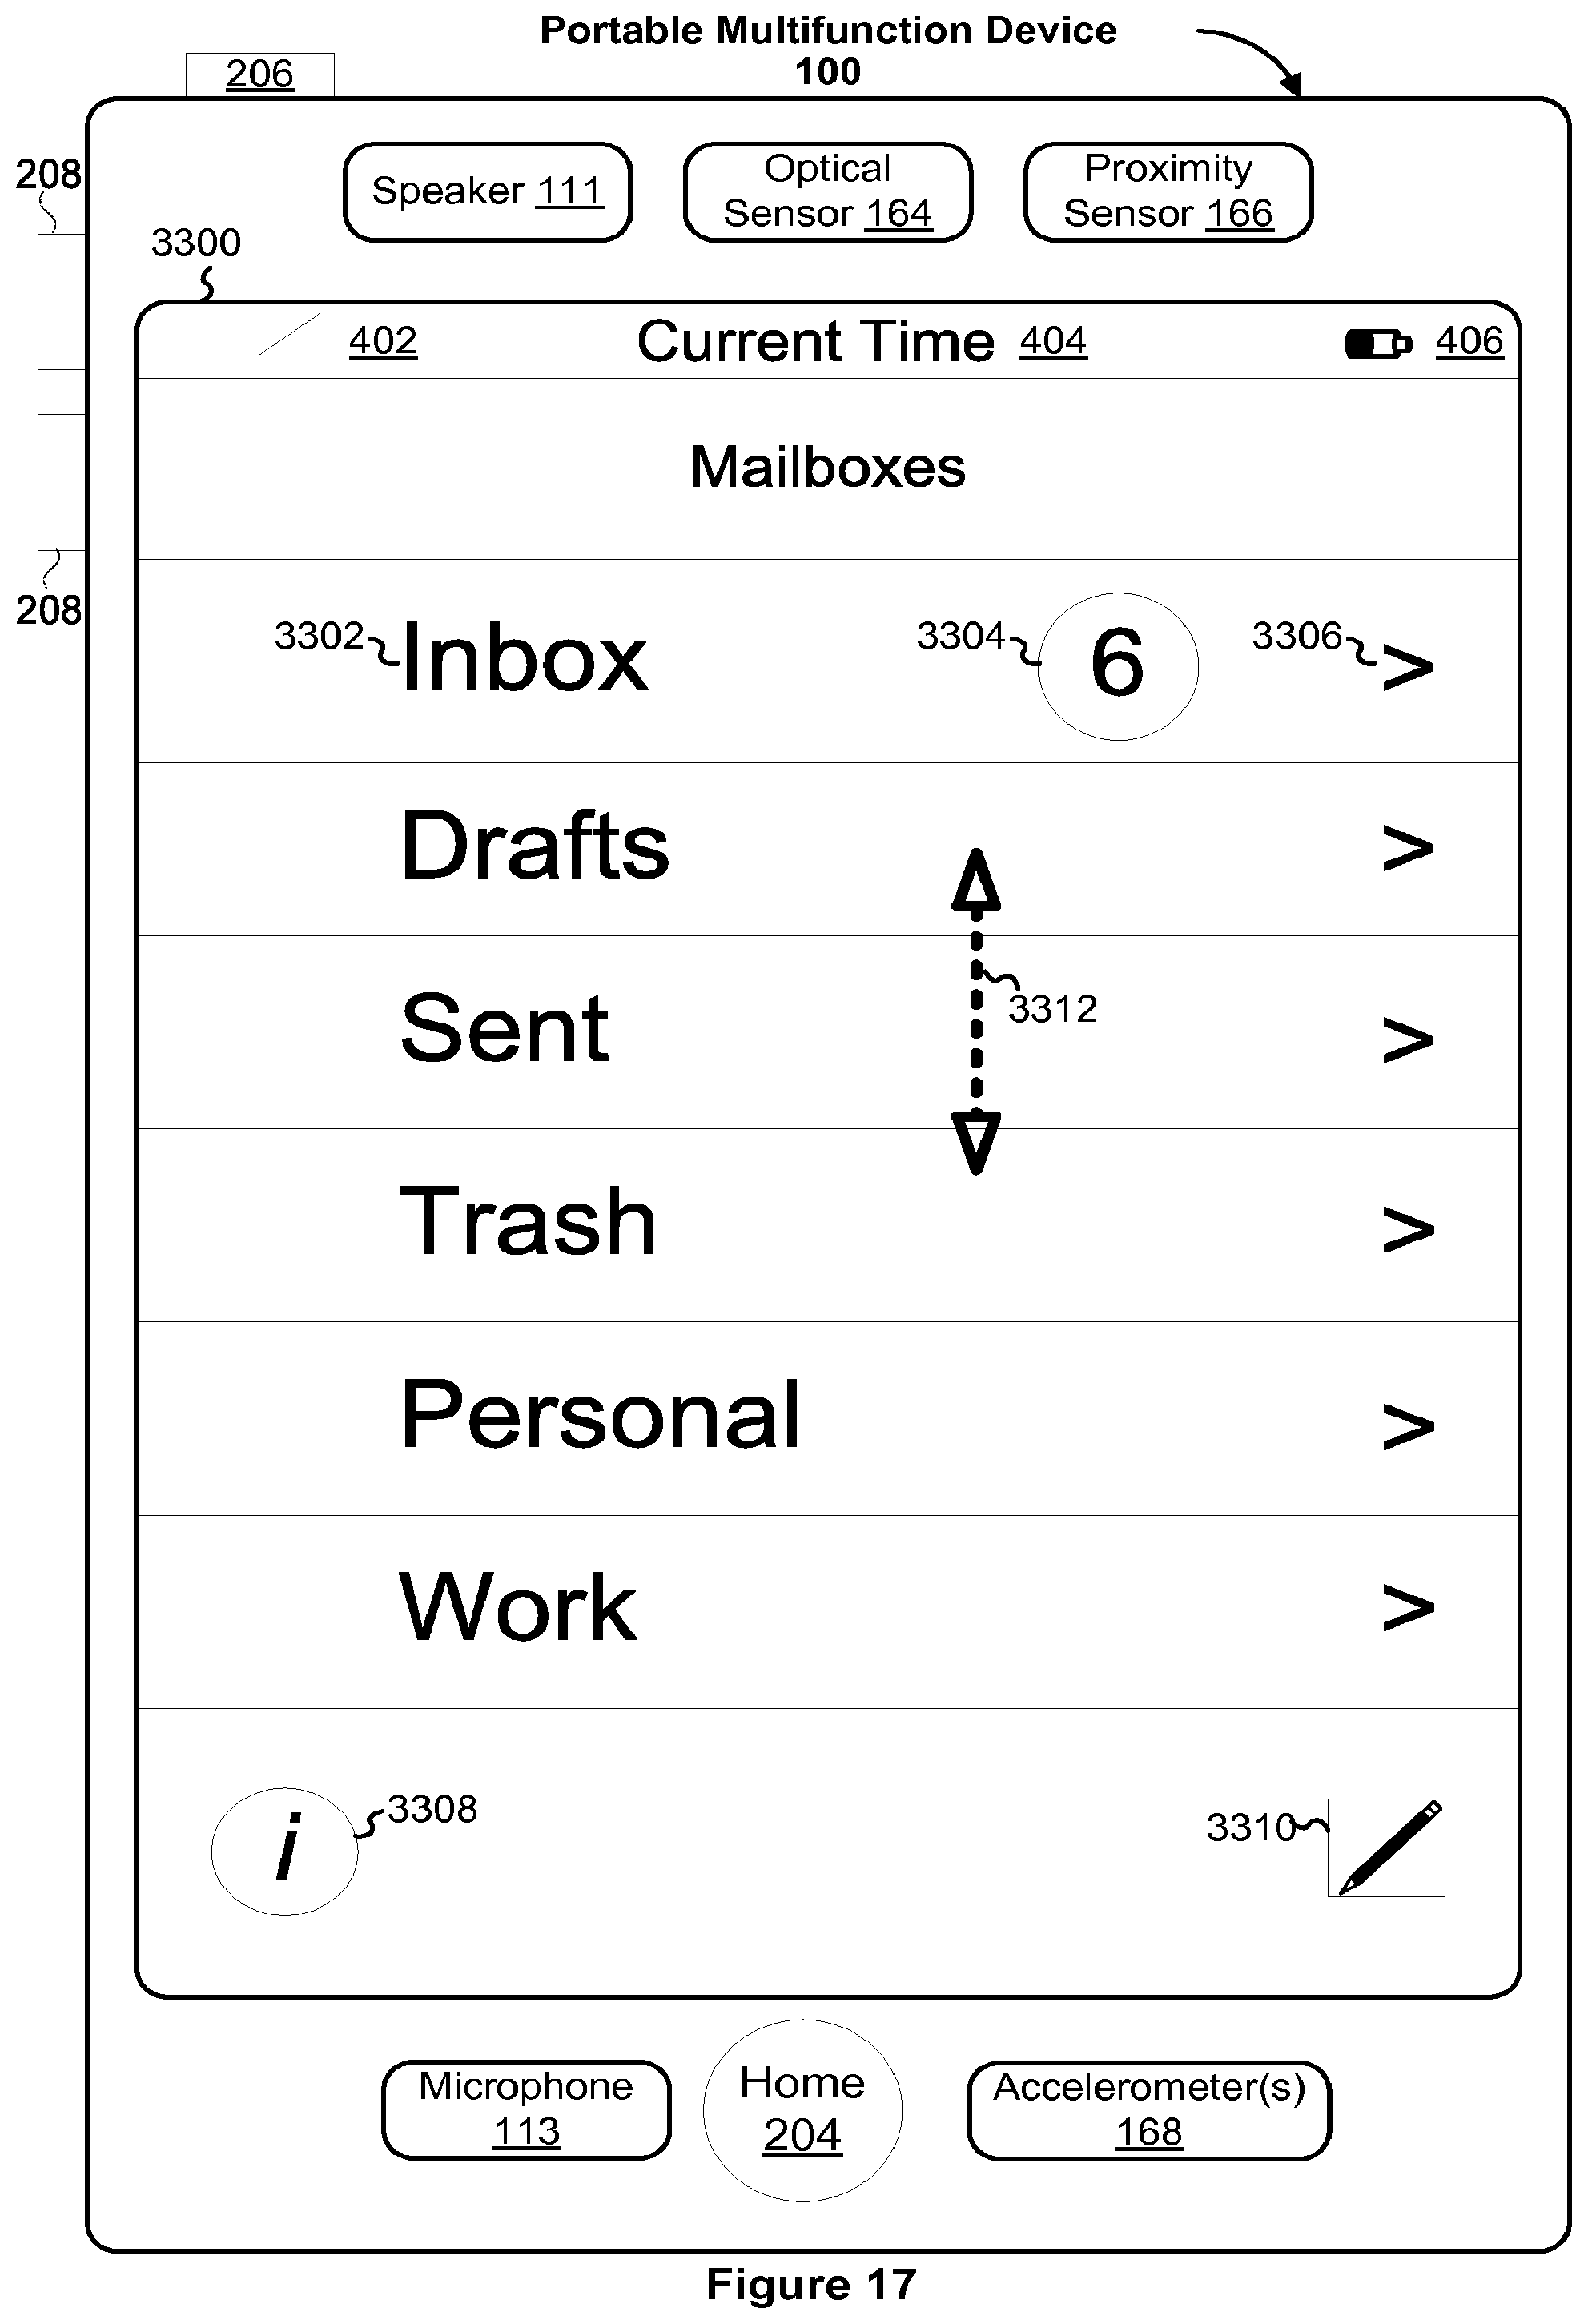 Portable Multifunction Device
100
206
208
Speaker 111
Optical
Sensor 164
Proximity
Sensor 166
3300
402
Current Time 404
406
Mailboxes
208
3302
Inbox
3304
6
3306
>
Drafts
>
Sent
3312
>
Trash
>
Personal
>
Work
>
i
3308
3310
Microphone
113
Home
204
Accelerometer(s)
168
Figure 17